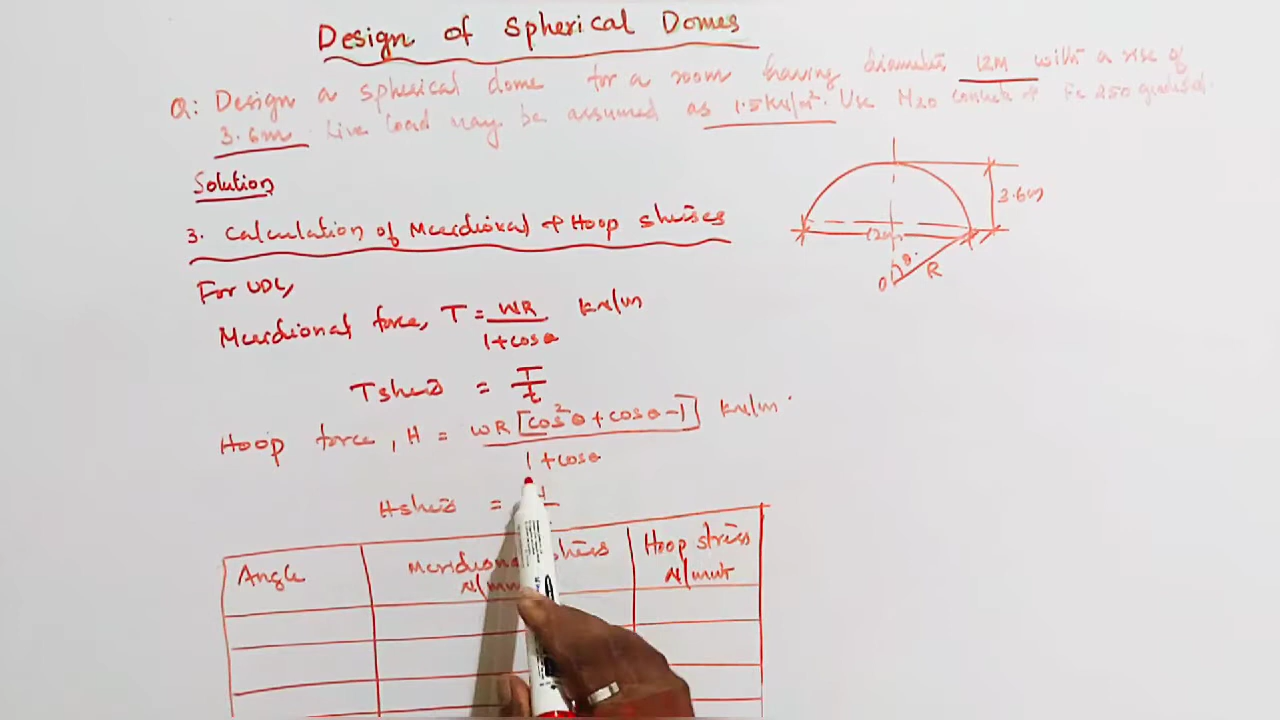 Design of Spherical Domes
Q: Design a spherical dome for a room having diameter 12M with a rise of
3.6m. Live load may be assumed as 1.5KN/m². Use M20 concrete & Fe 250 grade steel.
Solution
3. Calculation of Meridional & Hoop stresses
For UDL,
Meridional force, T = WR / 1+cosθ KN/m
T stress = T / t
Hoop force, H = WR [cos²θ + cosθ - 1] / 1+cosθ KN/m.
H stress = H
Angle
Meridional stress
N/mm
Hoop stress
N/mm²
3.6m
12m
O
θ
R